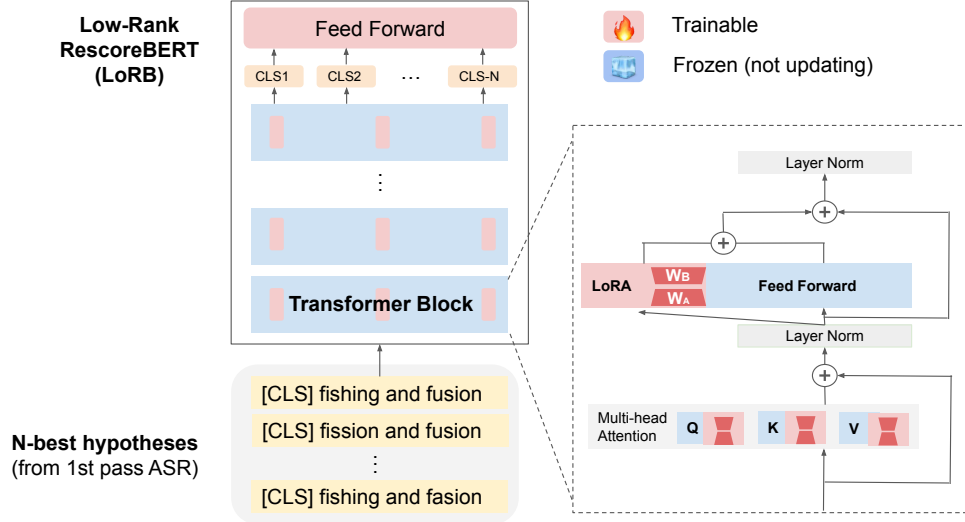 Low-Rank
RescoreBERT
(LoRB)
Feed Forward
CLS1
CLS2
...
CLS-N
Transformer Block
[CLS] fishing and fusion
[CLS] fission and fusion
[CLS] fishing and fasion
N-best hypotheses
(from 1st pass ASR)
Trainable
Frozen (not updating)
Layer Norm
+
+
LoRA
WB
WA
Feed Forward
Layer Norm
+
Multi-head
Attention
Q
K
V